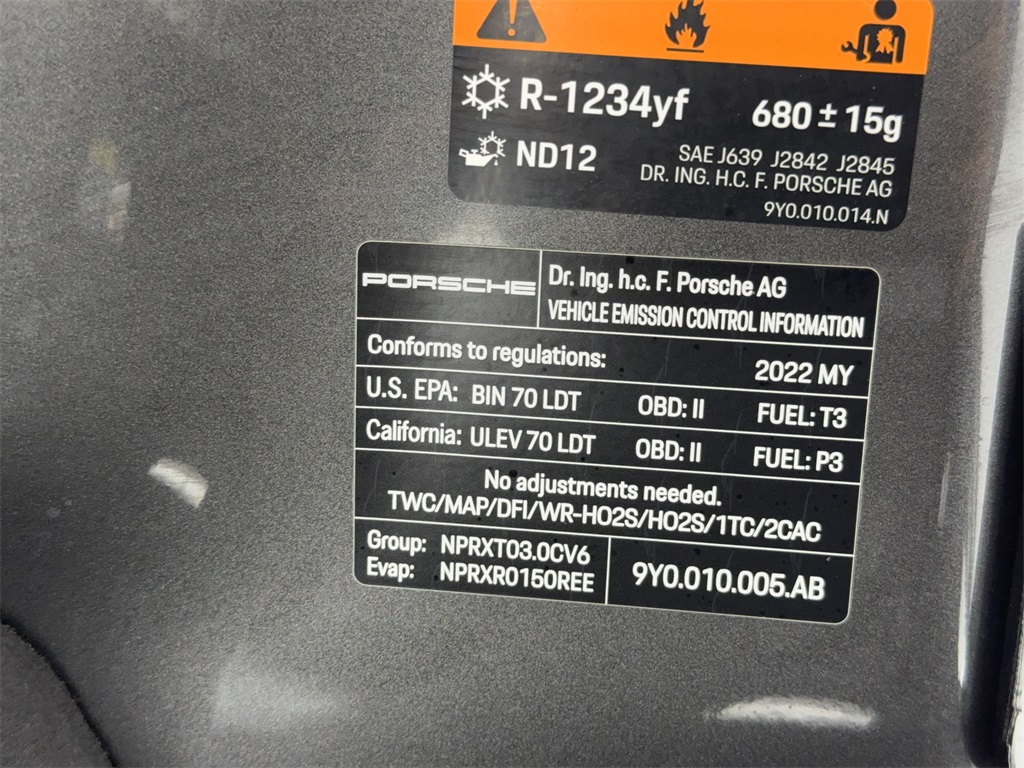 R-1234yf 680 ± 15g
ND12
SAE J639 J2842 J2845
DR. ING. H.C. F. PORSCHE AG
9Y0.010.014.N
PORSCHE
Dr. Ing. h.c. F. Porsche AG
VEHICLE EMISSION CONTROL INFORMATION
Conforms to regulations: 2022 MY
U.S. EPA: BIN 70 LDT OBD: II FUEL: T3
California: ULEV 70 LDT OBD: II FUEL: P3
No adjustments needed.
TWC/MAP/DFI/WR-HO2S/HO2S/1TC/2CAC
Group: NPRXT03.0CV6
Evap: NPRXR0150REE
9Y0.010.005.AB